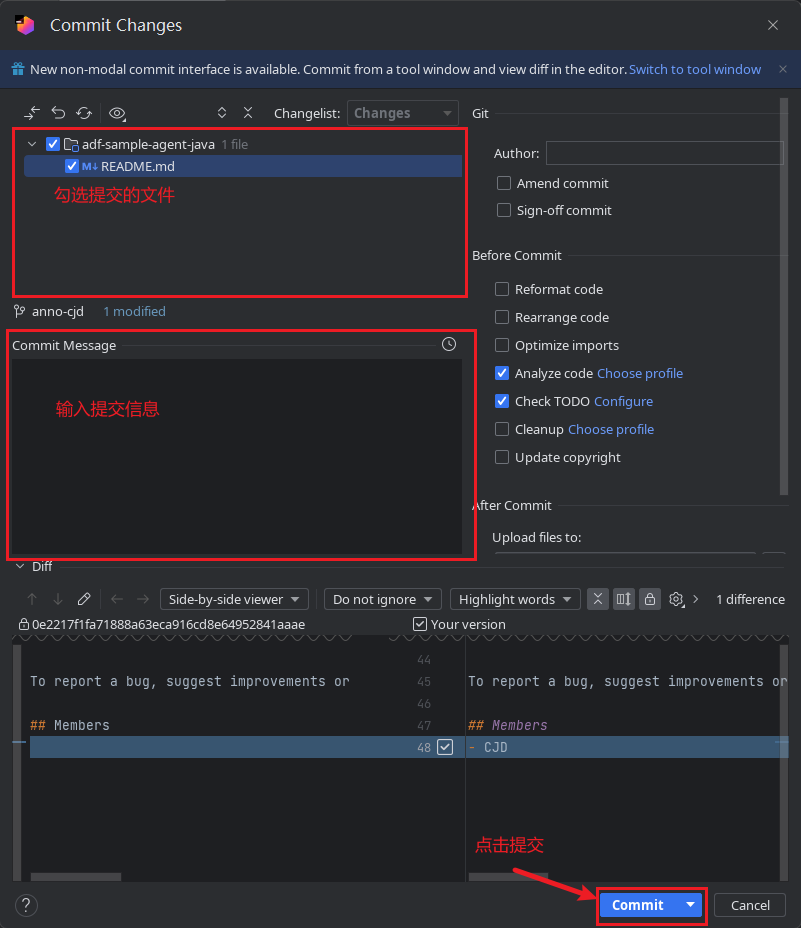 Commit Changes
New non-modal commit interface is available. Commit from a tool window and view diff in the editor. Switch to tool window
Changelist: Changes
Git
adf-sample-agent-java 1 file
M↓ README.md
勾选提交的文件
Author:
Amend commit
Sign-off commit
Before Commit
Reformat code
Rearrange code
Optimize imports
Analyze code Choose profile
Check TODO Configure
Cleanup Choose profile
Update copyright
After Commit
Upload files to:
anno-cjd 1 modified
Commit Message
输入提交信息
Diff
Side-by-side viewer
Do not ignore
Highlight words
1 difference
0e2217f1fa71888a63eca916cd8e64952841aaae
Your version
44
To report a bug, suggest improvements or 45 To report a bug, suggest improvements or
46
## Members 47 ## Members
48 - CJD
点击提交
? Commit Cancel